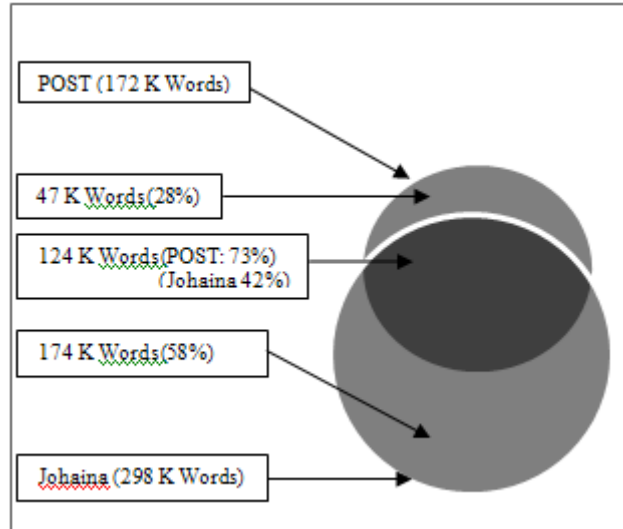 POST (172 K Words)
47 K Words(28%)
124 K Words(POST: 73%)
(Johaina 42%)
174 K Words(58%)
Johaina (298 K Words)